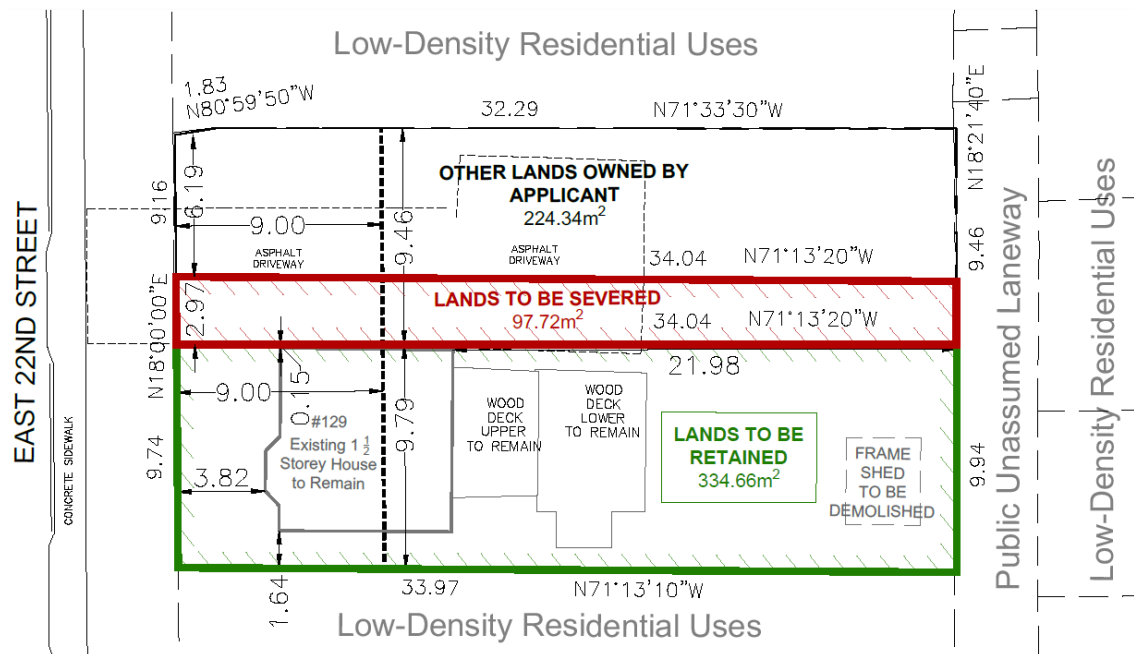 Low-Density Residential Uses
1.83
N80°59'50"W
32.29
N71°33'30"W
N18°21'40"E
OTHER LANDS OWNED BY
APPLICANT
224.34m²
9.16
6.19
9.00
9.46
ASPHALT
DRIVEWAY
ASPHALT
DRIVEWAY
34.04
N71°13'20"W
9.46
EAST 22ND STREET
CONCRETE SIDEWALK
N18°00'00"E
2.97
LANDS TO BE SEVERED
97.72m²
34.04
N71°13'20"W
21.98
9.00
0.15
9.79
#129
Existing 1 1/2
Storey House
to Remain
WOOD
DECK
UPPER
TO REMAIN
WOOD
DECK
LOWER
TO REMAIN
LANDS TO BE
RETAINED
334.66m²
FRAME
SHED
TO BE
DEMOLISHED
9.74
3.82
9.94
1.64
33.97
N71°13'10"W
Low-Density Residential Uses
Public Unassumed Laneway
Low-Density Residential Uses